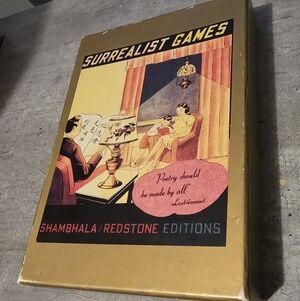 SURREALIST GAMES
Poetry should
be made by all
Lautréamont
SHAMBHALA/REDSTONE EDITIONS